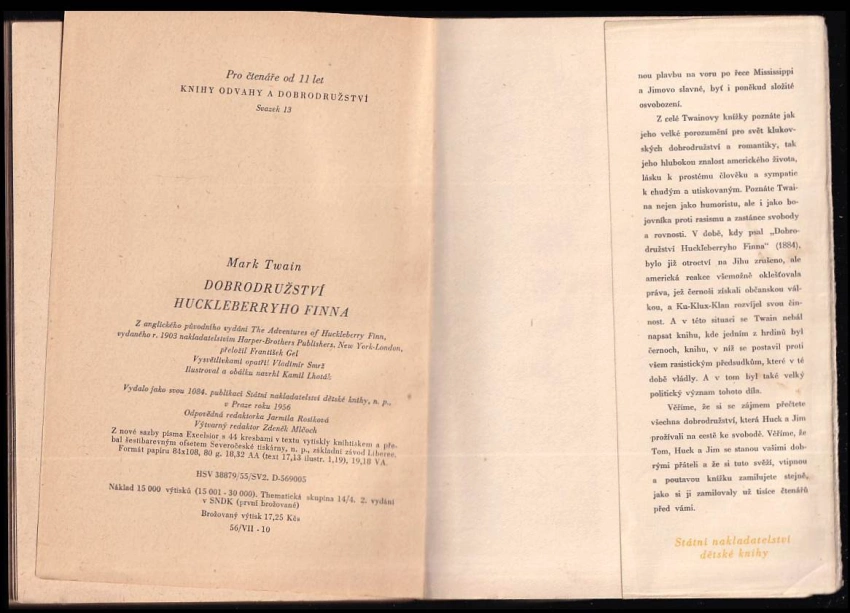 Pro čtenáře od 11 let
KNIHY ODVAHY A DOBRODRUŽSTVÍ
Svazek 13
Mark Twain
DOBRODRUŽSTVÍ
HUCKLEBERRYHO FINNA
Z anglického původního vydání The Adventures of Huckleberry Finn,
vydaného r. 1903 nakladatelstvím Harper-Brothers Publishers. New York-London,
přeložil František Gel
Vysvětlivkami opatřil Vladimír Smrž
Ilustroval a obálku navrhl Kamil Lhoták
Vydalo jako svou 1084. publikaci Státní nakladatelství dětské knihy, n. p.,
v Praze roku 1956
Odpovědná redaktorka Jarmila Rosíková
Výtvarný redaktor Zdeněk Mlčoch
Z nové sazby písma Excelsior a 44 kresbami v textu vytiskly knihtiskem a pře-
bal šestibarevným ofsetem Severočeské tiskárny, n. p., základní závod Liberec.
Formát papíru 84x108, 80 g. 18,32 AA (text 17,13 ilustr. 1,19), 19,18 VA.
HSV 38879/55/SV2. D-569005
Náklad 15 000 výtisků (15 001 - 30 000). Thematická skupina 14/4. 2. vydání
v SNDK (první brožované)
Brožovaný výtisk 17,25 Kčs
56/VII - 10
nou plavbu na voru po řece Mississippi
a Jimovo slavné, byť i poněkud složité
osvobození.
Z celé Twainovy knížky poznáte jak
jeho velké porozumění pro svět klukov-
ských dobrodružství a romantiky, tak
jeho hlubokou znalost amerického života,
lásku k prostému člověku a sympatie
k chudým a utiskovaným. Poznáte Twai-
na nejen jako humoristu, ale i jako bo-
jovníka proti rasismu a zastánce svobody
a rovnosti. V době, kdy psal „Dobro-
družství Huckleberryho Finna" (1884),
bylo již otroctví na Jihu zrušeno, ale
americká reakce všemožně oklešťovala
práva, jež černoši získali občanskou vál-
kou, a Ku-Klux-Klan rozvíjel svou čin-
nost. A v této situaci se Twain nebál
napsat knihu, kde jedním z hrdinů byl
černoch, knihu, v níž se postavil proti
všem rasistickým předsudkům, které v té
době vládly. A v tom byl také velký
politický význam tohoto díla.
Věříme, že si se zájmem přečtete
všechna dobrodružství, která Huck a Jim
prožívali na cestě ke svobodě. Věříme, že
Tom, Huck a Jim se stanou vašimi dob-
rými přáteli a že si tuto svěží, vtipnou
a poutavou knížku zamilujete stejně,
jako si ji zamilovaly už tisíce čtenářů
před vámi.
Státní nakladatelství
dětské knihy